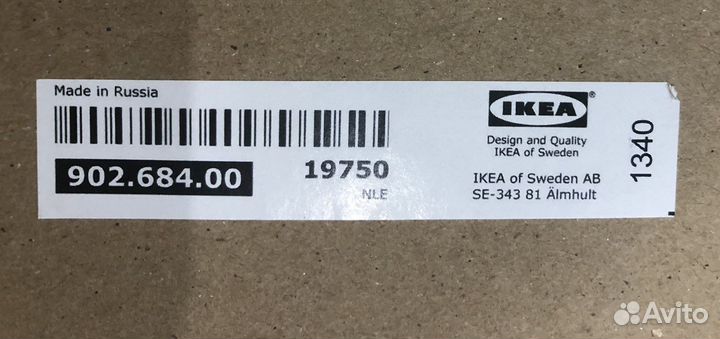 Made in Russia
902.684.00
19750
NLE
IKEA®
Design and Quality
IKEA of Sweden
IKEA of Sweden AB
SE-343 81 Älmhult
1340
Avito